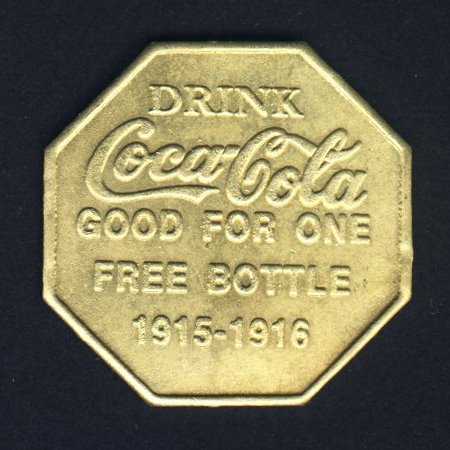 DRINK
Coca-Cola
GOOD FOR ONE
FREE BOTTLE
1915-1916